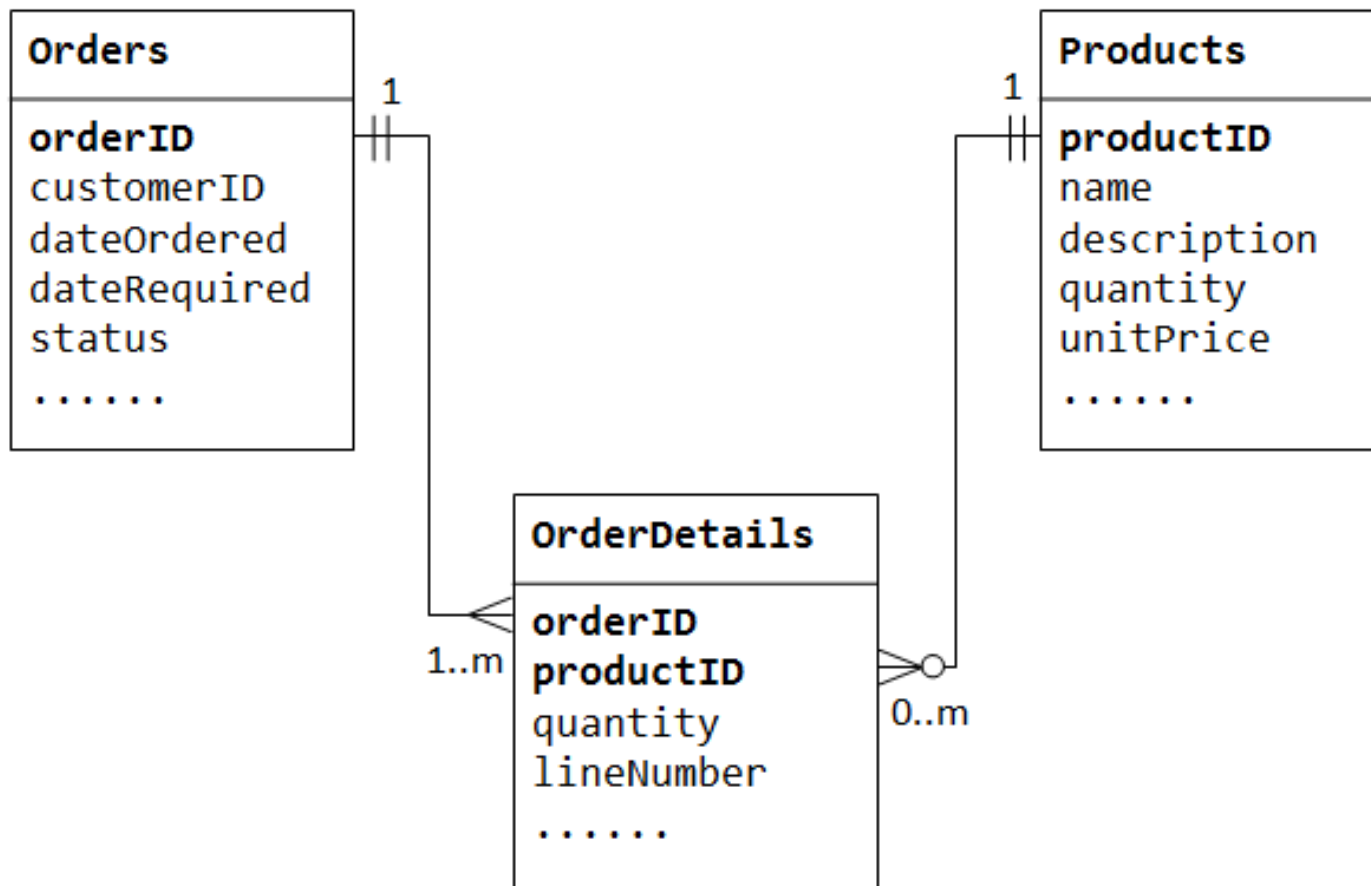 Orders
orderID
customerID
dateOrdered
dateRequired
status
......
1
1
Products
productID
name
description
quantity
unitPrice
......
OrderDetails
orderID
productID
quantity
lineNumber
......
1..m
0..m